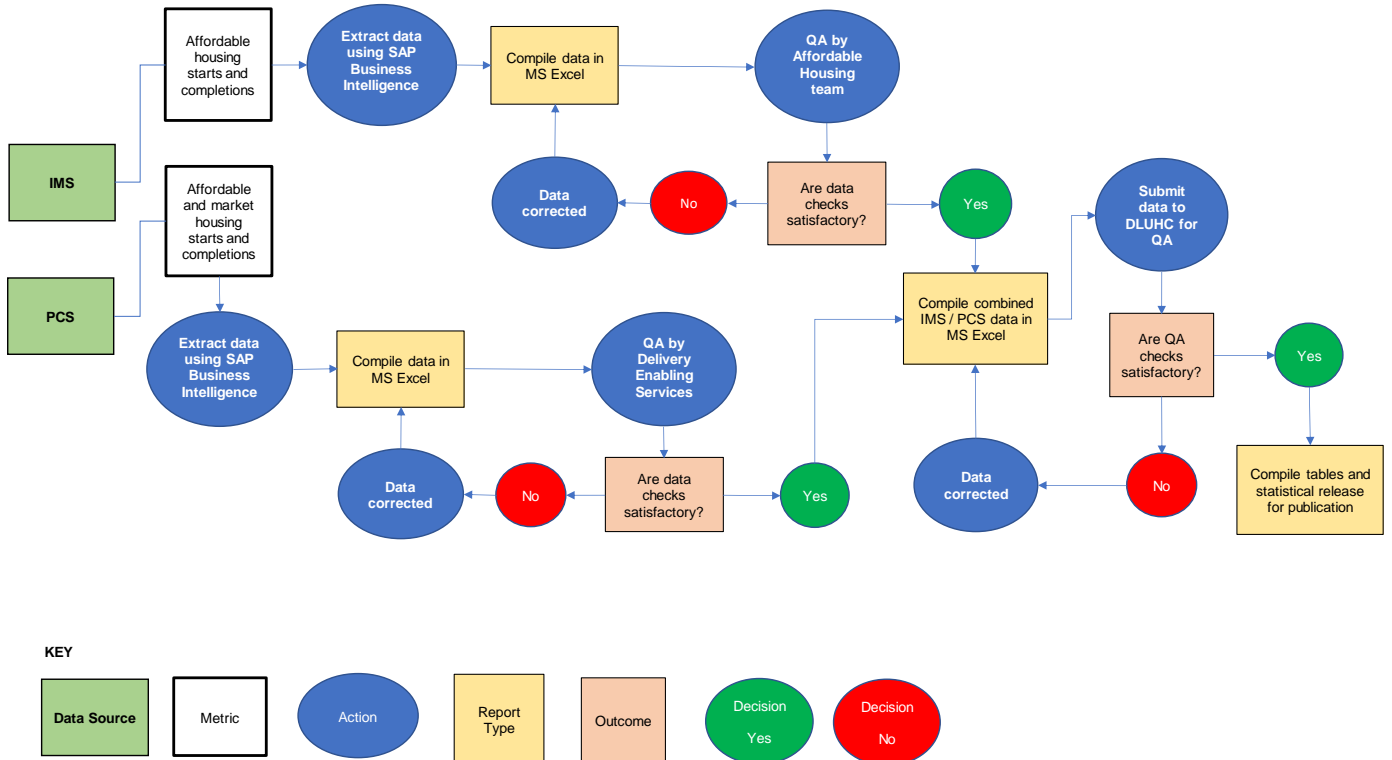 Affordable
housing
starts and
completions
Extract data
using SAP
Business
Intelligence
Compile data in
MS Excel
QA by
Affordable
Housing
team
IMS
Affordable
and market
housing
starts and
completions
Data
corrected
No
Are data
checks
satisfactory?
Yes
Submit
data to
DLUHC for
QA
PCS
Extract data
using SAP
Business
Intelligence
Compile data in
MS Excel
QA by
Delivery
Enabling
Services
Compile combined
IMS / PCS data in
MS Excel
Are QA
checks
satisfactory?
Yes
Data
corrected
No
Are data
checks
satisfactory?
Yes
Data
corrected
No
Compile tables and
statistical release
for publication
KEY
Data Source
Metric
Action
Report
Type
Outcome
Decision
Yes
Decision
No